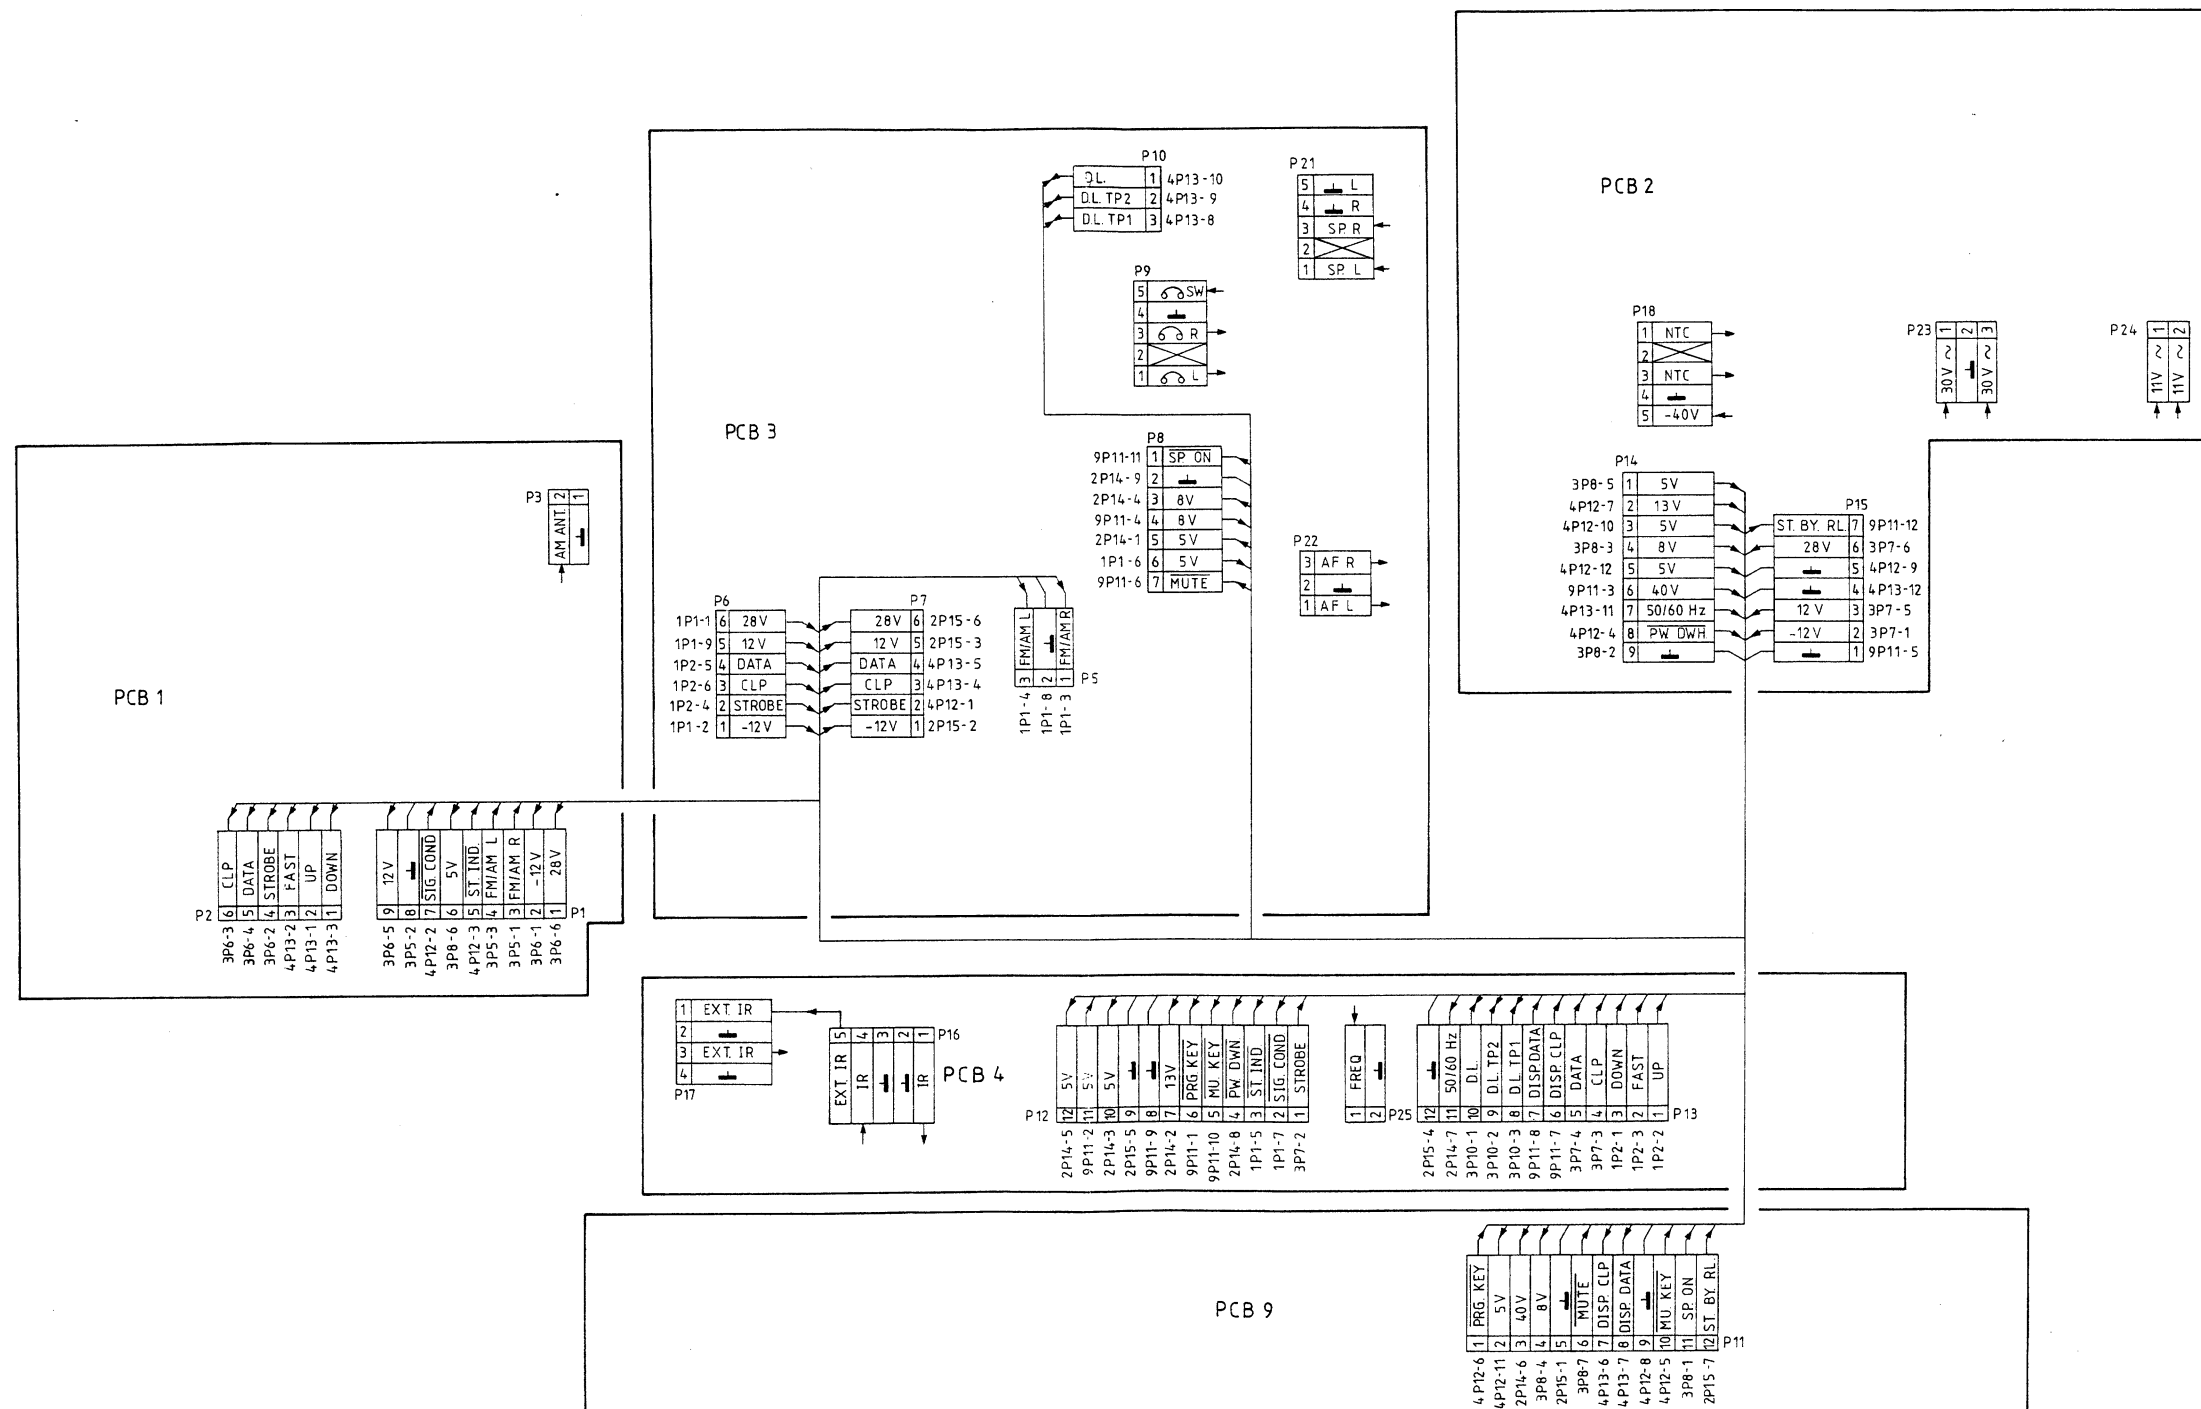 PCB 1
P3
2 AM ANT.
1
P2
6 CLP 3P6-3
5 DATA 3P6-4
4 STROBE 3P6-2
3 FAST 4P13-2
2 UP 4P13-1
1 DOWN 4P13-3
9 12V 3P6-5
8 3P5-2
7 SIG. COND 4P12-2
6 5V 3P8-6
5 ST. IND. 4P12-3
4 FM/AM L 3P5-3
3 FM/AM R 3P5-1
2 -12V 3P6-1
1 28V 3P6-6
P1
PCB 3
P10
D.L. 1 4P13-10
D.L. TP2 2 4P13-9
D.L. TP1 3 4P13-8
P21
5 L
4 R
3 SP. R
2
1 SP. L
P9
5 SW
4
3 R
2
1 L
P8
9P11-11 1 SP. ON
2P14-9 2
2P14-4 3 8V
9P11-4 4 8V
2P14-1 5 5V
1P1-6 6 5V
9P11-6 7 MUTE
P22
3 AF R
2
1 AF L
P6
1P1-1 6 28V
1P1-9 5 12V
1P2-5 4 DATA
1P2-6 3 CLP
1P2-4 2 STROBE
1P1-2 1 -12V
P7
28V 6 2P15-6
12V 5 2P15-3
DATA 4 4P13-5
CLP 3 4P13-4
STROBE 2 4P12-1
-12V 1 2P15-2
3 FM/AM L 1P1-4
2 1P1-8
1 FM/AM R 1P1-3
P5
PCB 2
P18
1 NTC
2
3 NTC
4
5 -40V
P23
1 30V ~
2
3 30V ~
P24
1 11V ~
2 11V ~
P14
3P8-5 1 5V
4P12-7 2 13V
4P12-10 3 5V
3P8-3 4 8V
4P12-12 5 5V
9P11-3 6 40V
4P13-11 7 50/60 Hz
4P12-4 8 PW DWH
3P8-2 9
P15
ST. BY. RL. 7 9P11-12
28V 6 3P7-6
5 4P12-9
4 4P13-12
12V 3 3P7-5
-12V 2 3P7-1
1 9P11-5
PCB 4
1 EXT. IR
2
3 EXT. IR
4
P17
P16
5 EXT. IR
4 IR
3
2
1 IR
P12
12 5V 2P14-5
11 5V 9P11-2
10 5V 2P14-3
9 2P15-5
8 9P11-9
7 13V 2P14-2
6 PRG KEY 9P11-1
5 MU. KEY 9P11-10
4 PW. DWN 2P14-8
3 ST. IND 1P1-5
2 SIG. COND 1P1-7
1 STROBE 3P7-2
1 FREQ
2
P25
12 2P15-4
11 50/60 Hz 2P14-7
10 D.L. 3P10-1
9 D.L. TP2 3P10-2
8 D.L. TP1 3P10-3
7 DISP.DATA 9P11-8
6 DISP. CLP 9P11-7
5 DATA 3P7-4
4 CLP 3P7-3
3 DOWN 1P2-1
2 FAST 1P2-3
1 UP 1P2-2
P13
PCB 9
1 PRG. KEY 4P12-6
2 5V 4P12-11
3 40V 2P14-6
4 8V 3P8-4
5 2P15-1
6 MUTE 3P8-7
7 DISP. CLP 4P13-6
8 DISP. DATA 4P13-7
9 4P12-8
10 MU. KEY 4P12-5
11 SP. ON 3P8-1
12 ST. BY. RL. 2P15-7
P11